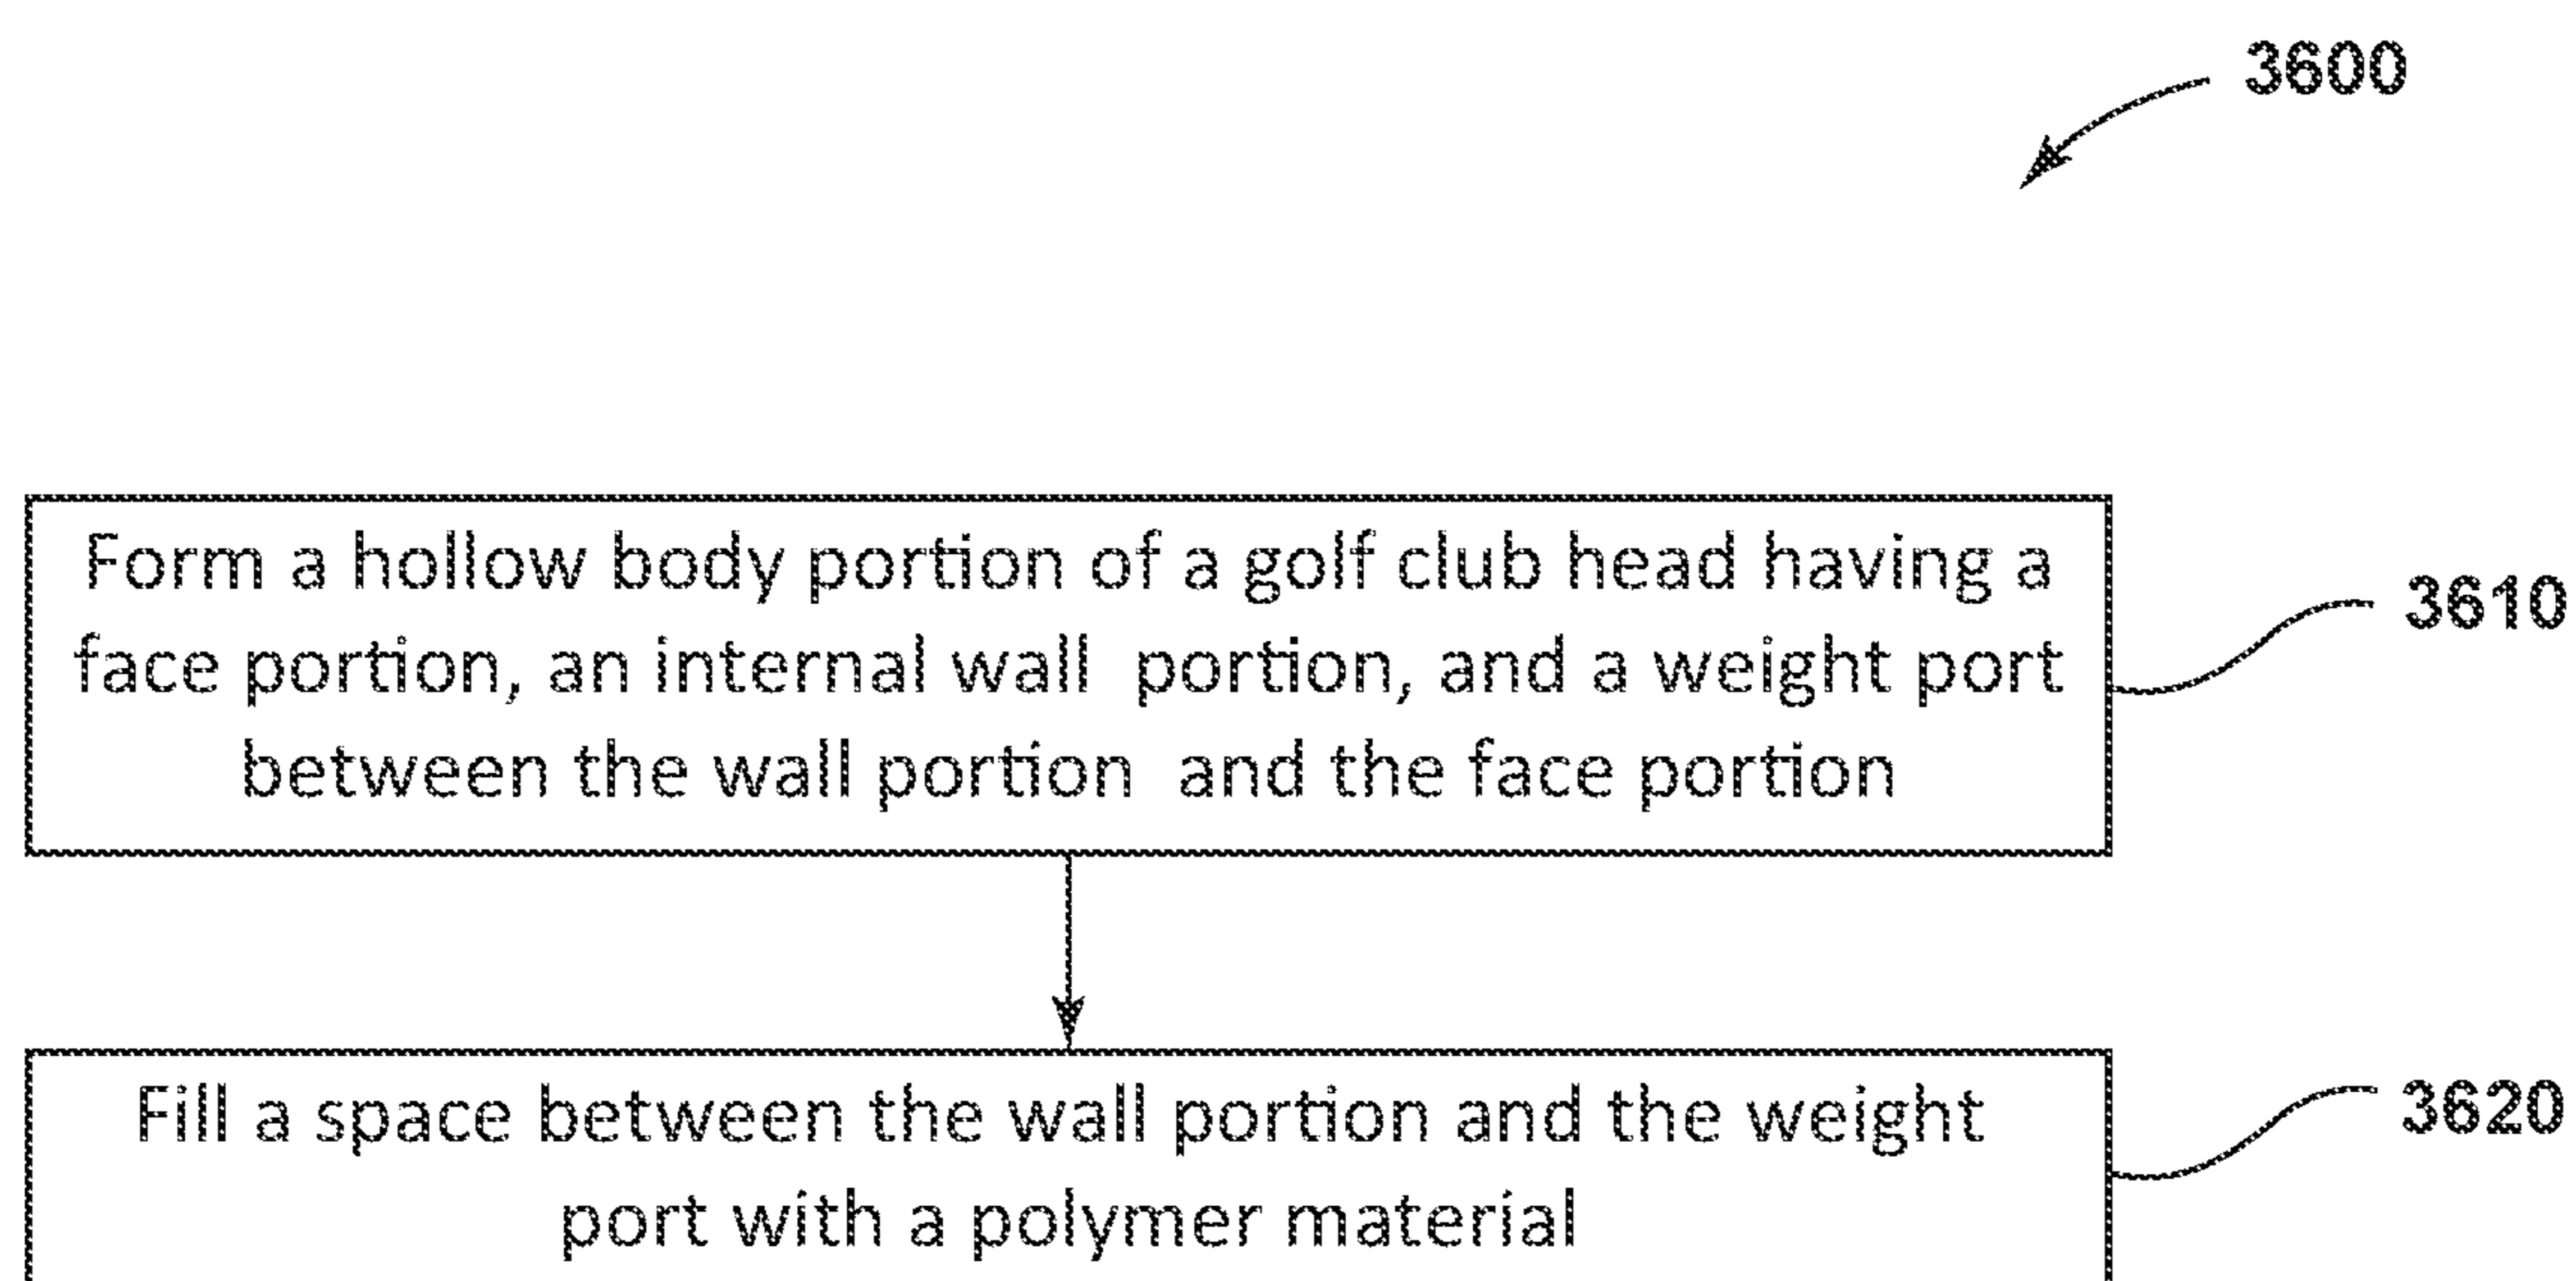 3600
Form a hollow body portion of a golf club head having a
face portion, an internal wall portion, and a weight port
between the wall portion and the face portion
3610
Fill a space between the wall portion and the weight
port with a polymer material
3620